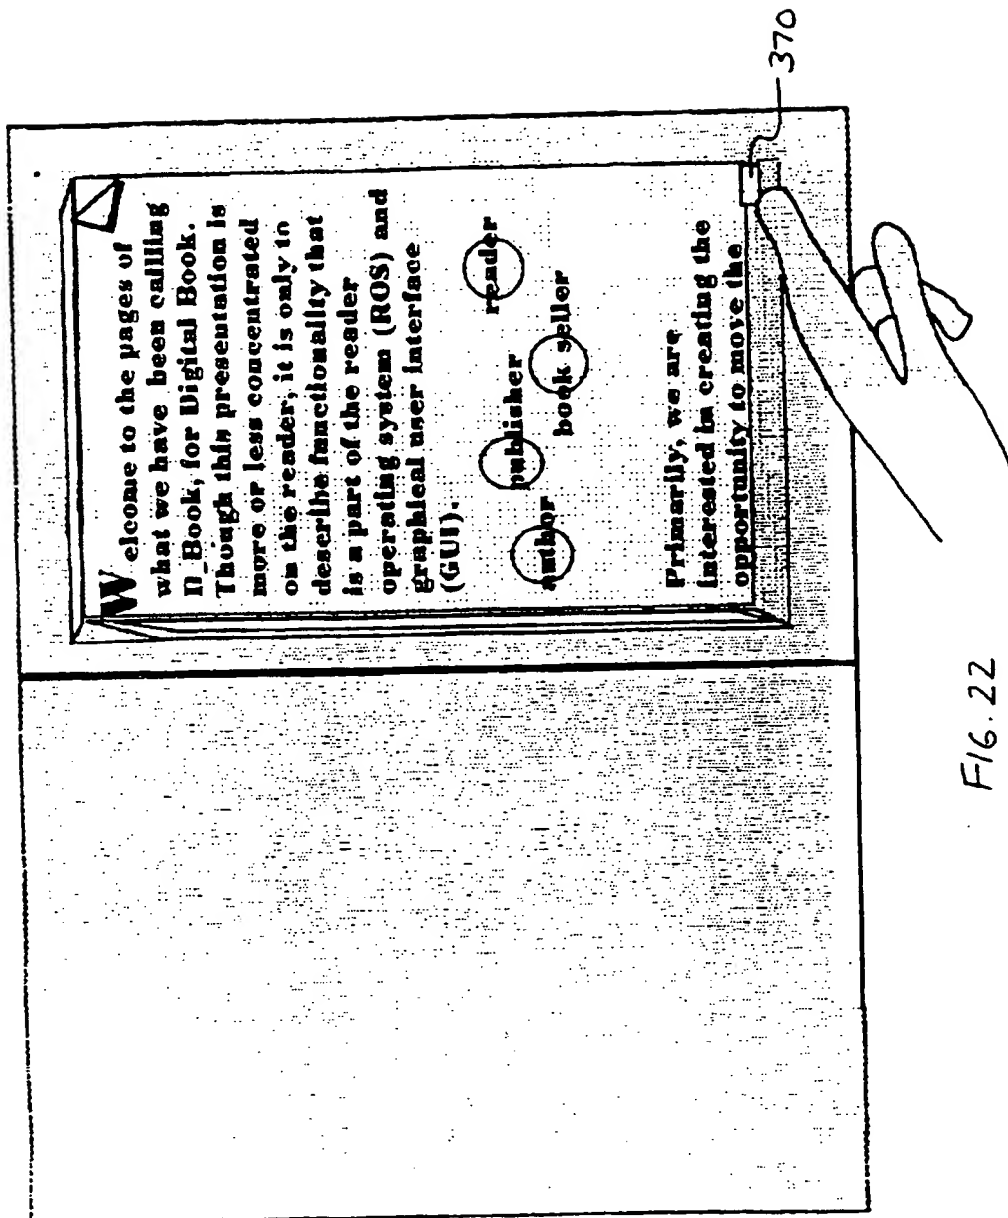 Welcome to the pages of
what we have been callling
D_Book, for Digital Book.
Though this presentation is
more or less concentrated
on the reader, it is only to
describe functionalty that
is a part of the reader
operating system (ROS) and
graphical user interface
(GUI).
author
publisher
book seller
reader
Primarily, we are
interested in creating the
opportunity to move the
370
FIG. 22